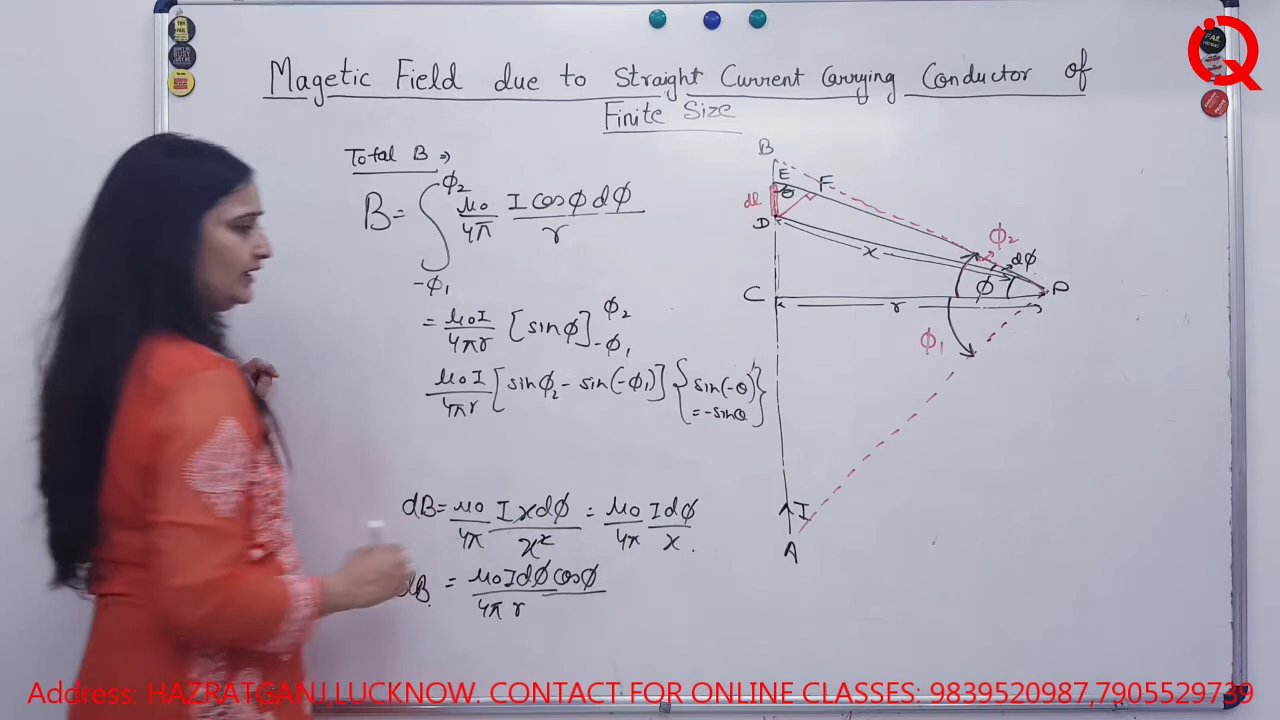 Magetic Field due to Straight Current Carrying Conductor of
Finite Size
Total B ⇒
B = ∫_{-ϕ₁}^{ϕ₂} μ₀/4π I cosϕ dϕ / r
= μ₀I/4πr [sinϕ]_{-ϕ₁}^{ϕ₂}
μ₀I/4πr [sinϕ₂ - sin(-ϕ₁)] {sin(-θ) = -sinθ}
dB = μ₀/4π I x dϕ / x² = μ₀/4π I dϕ / x.
dB = μ₀ I dϕ cosϕ / 4π r
B
E
F
θ
dl
D
x
ϕ₂
dϕ
ϕ
C
r
P
ϕ₁
I
A
IQ
Address: HAZRATGANJ,LUCKNOW. CONTACT FOR ONLINE CLASSES: 9839520987,7905529739